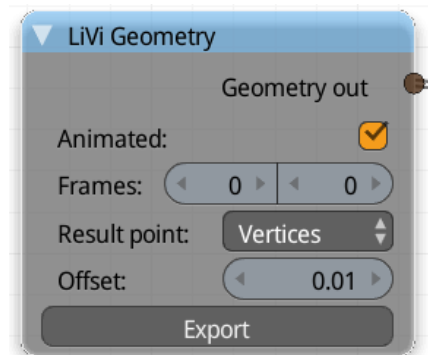 LiVi Geometry
Geometry out
Animated:
Frames: 0 0
Result point: Vertices
Offset: 0.01
Export